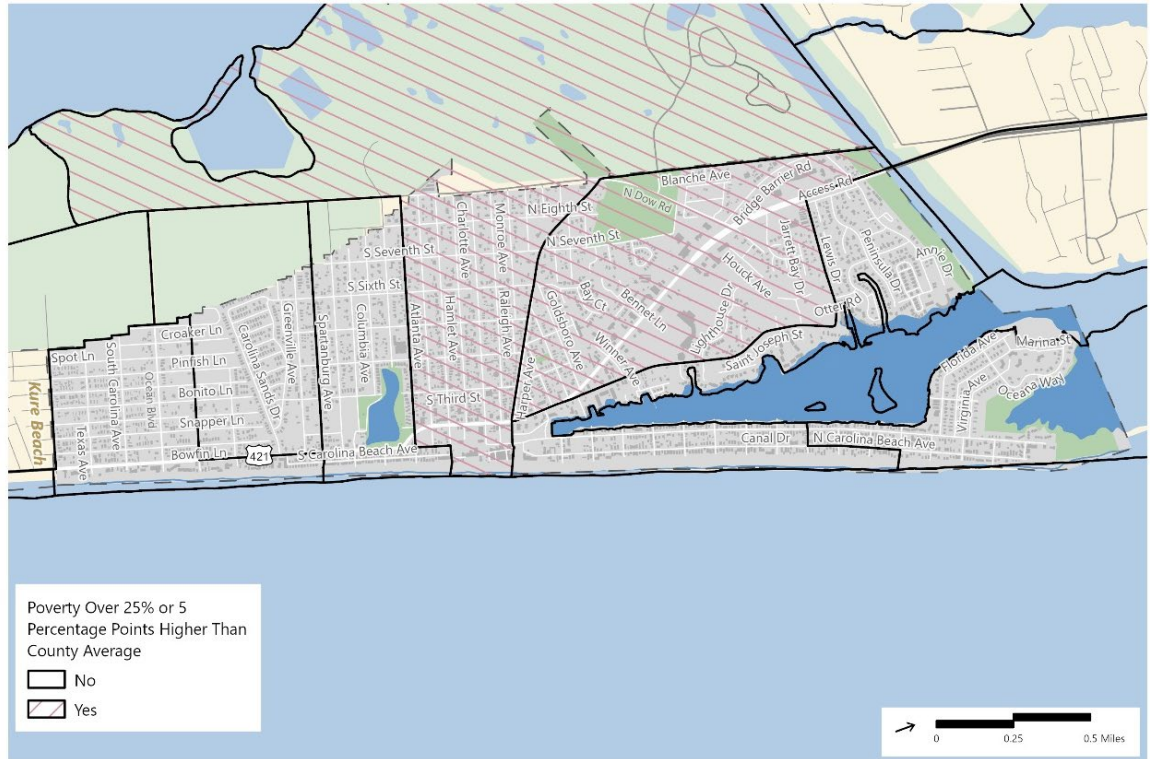 Blanche Ave
Bridge Barrier Rd
Access Rd
N Dow Rd
N Eighth St
N Seventh St
Charlotte Ave
Monroe Ave
S Seventh St
S Sixth St
Jarrett Bay Dr
Lewis Dr
Peninsula Dr
Annie Dr
Houck Ave
Bay Ct
Bennet Ln
Lighthouse Dr
Otter Rd
Goldsboro Ave
Winner Ave
Saint Joseph St
Hamlet Ave
Raleigh Ave
Atlanta Ave
Harper Ave
S Third St
Greenville Ave
Spartanburg Ave
Columbia Ave
Carolina Sands Dr
Croaker Ln
Spot Ln
Pinfish Ln
Bonito Ln
Snapper Ln
Bowfin Ln
South Carolina Ave
Ocean Blvd
Texas Ave
Kure Beach
421
S Carolina Beach Ave
Canal Dr
N Carolina Beach Ave
Florida Ave
Virginia Ave
Marina St
Oceana Way
Poverty Over 25% or 5
Percentage Points Higher Than
County Average
No
Yes
0
0.25
0.5 Miles